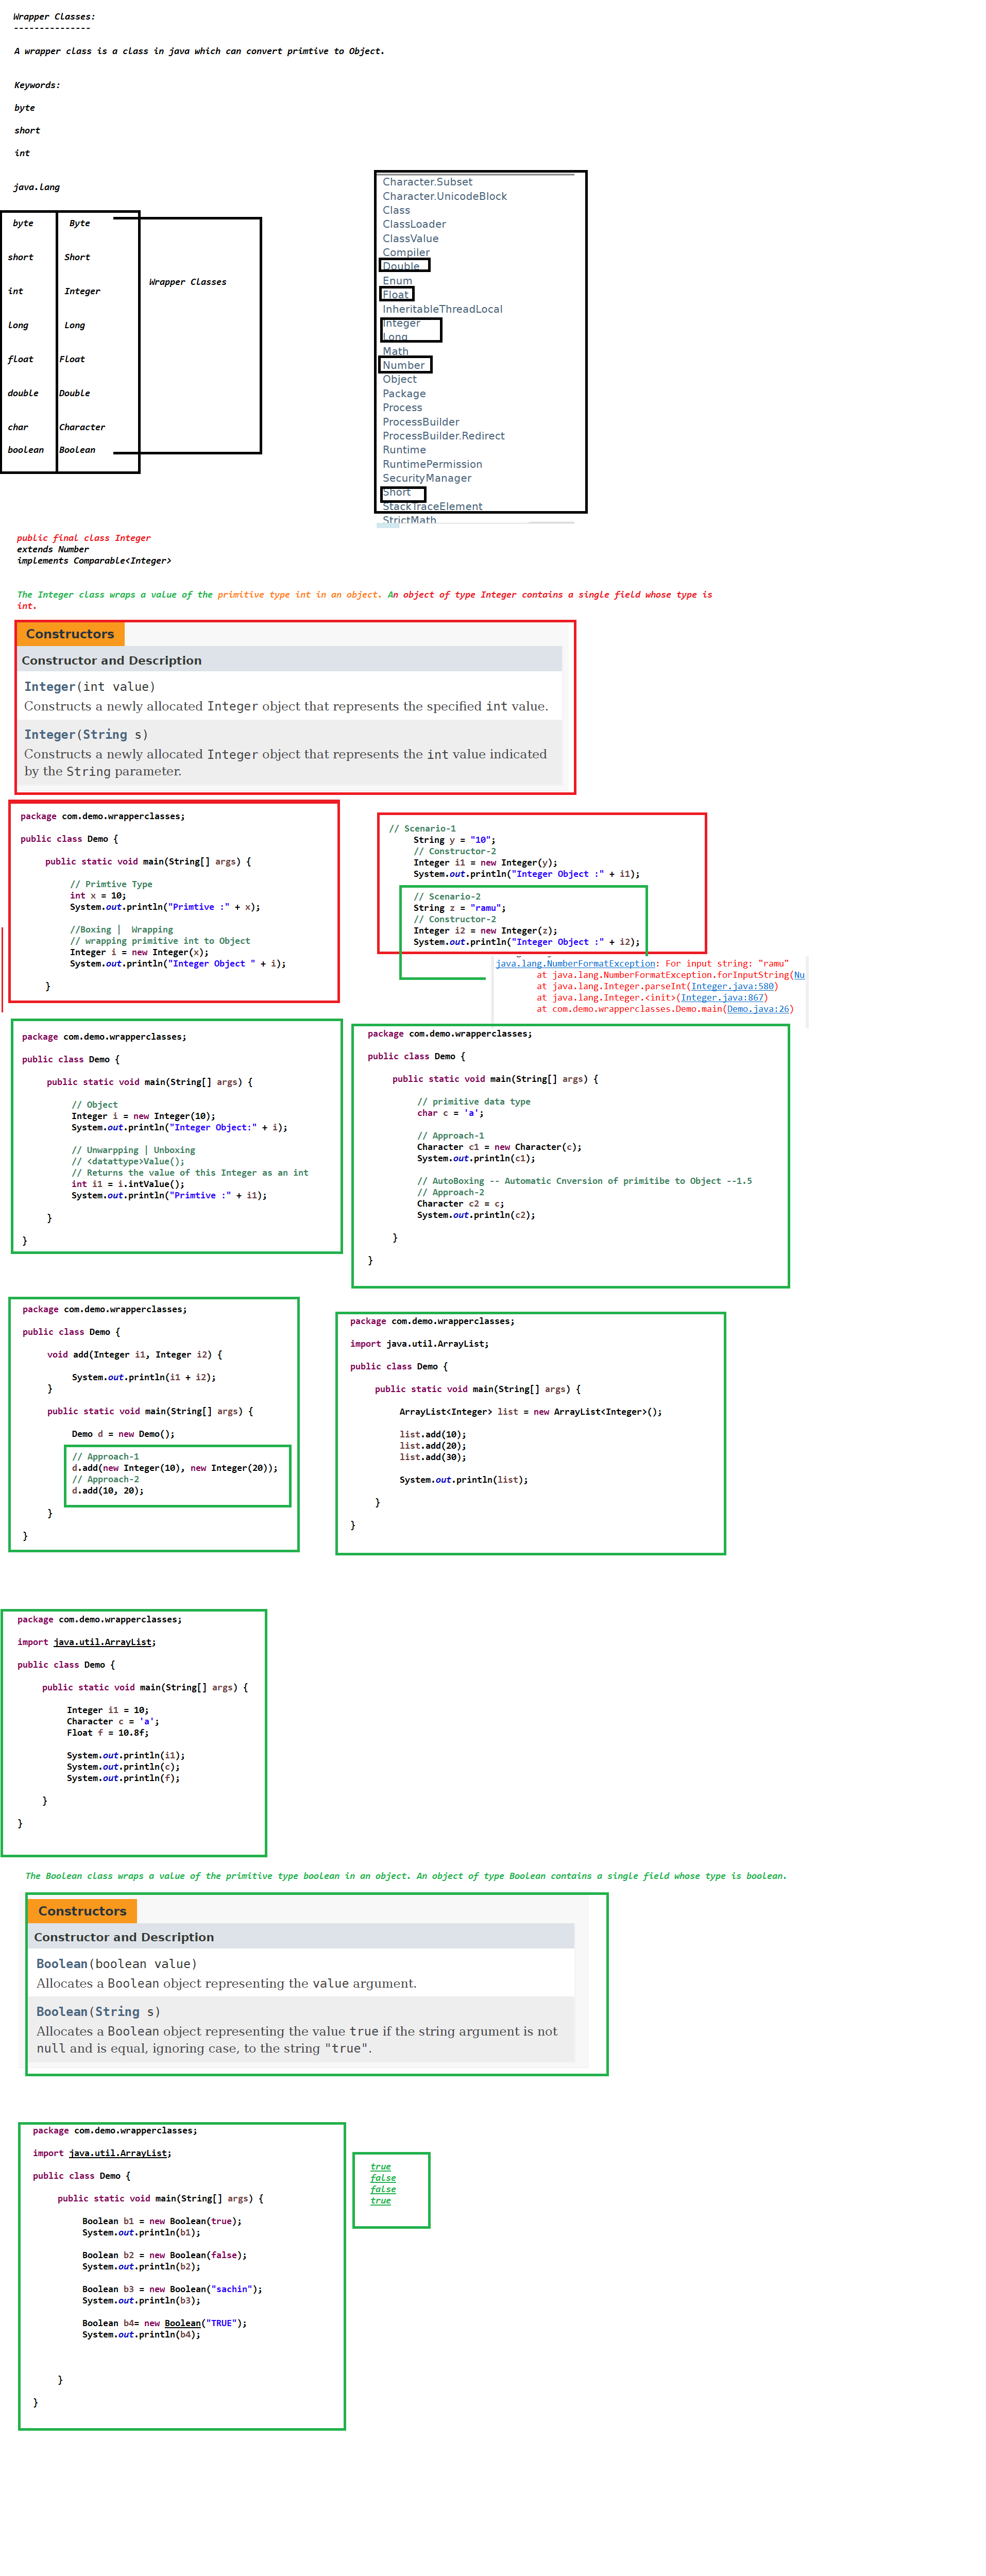 Wrapper Classes:
---------------
A wrapper class is a class in java which can convert primtive to Object.
Keywords:
byte
short
int
java.lang
byte Byte
short Short
int Integer
long Long
float Float
double Double
char Character
boolean Boolean
Wrapper Classes
Character.Subset
Character.UnicodeBlock
Class
ClassLoader
ClassValue
Compiler
Double
Enum
Float
InheritableThreadLocal
Integer
Long
Math
Number
Object
Package
Process
ProcessBuilder
ProcessBuilder.Redirect
Runtime
RuntimePermission
SecurityManager
Short
StackTraceElement
StrictMath
public final class Integer
extends Number
implements Comparable<Integer>
The Integer class wraps a value of the primitive type int in an object. An object of type Integer contains a single field whose type is
int.
Constructors
Constructor and Description
Integer(int value)
Constructs a newly allocated Integer object that represents the specified int value.
Integer(String s)
Constructs a newly allocated Integer object that represents the int value indicated
by the String parameter.
package com.demo.wrapperclasses;
public class Demo {
public static void main(String[] args) {
// Primtive Type
int x = 10;
System.out.println("Primtive :" + x);
//Boxing | Wrapping
// wrapping primitive int to Object
Integer i = new Integer(x);
System.out.println("Integer Object " + i);
}
// Scenario-1
String y = "10";
// Constructor-2
Integer i1 = new Integer(y);
System.out.println("Integer Object :" + i1);
// Scenario-2
String z = "ramu";
// Constructor-2
Integer i2 = new Integer(z);
System.out.println("Integer Object :" + i2);
java.lang.NumberFormatException: For input string: "ramu"
at java.lang.NumberFormatException.forInputString(Nu
at java.lang.Integer.parseInt(Integer.java:580)
at java.lang.Integer.<init>(Integer.java:867)
at com.demo.wrapperclasses.Demo.main(Demo.java:26)
package com.demo.wrapperclasses;
public class Demo {
public static void main(String[] args) {
// Object
Integer i = new Integer(10);
System.out.println("Integer Object:" + i);
// Unwarpping | Unboxing
// <datattype>Value();
// Returns the value of this Integer as an int
int i1 = i.intValue();
System.out.println("Primtive :" + i1);
}
}
package com.demo.wrapperclasses;
public class Demo {
public static void main(String[] args) {
// primitive data type
char c = 'a';
// Approach-1
Character c1 = new Character(c);
System.out.println(c1);
// AutoBoxing -- Automatic Cnversion of primitibe to Object --1.5
// Approach-2
Character c2 = c;
System.out.println(c2);
}
}
package com.demo.wrapperclasses;
public class Demo {
void add(Integer i1, Integer i2) {
System.out.println(i1 + i2);
}
public static void main(String[] args) {
Demo d = new Demo();
// Approach-1
d.add(new Integer(10), new Integer(20));
// Approach-2
d.add(10, 20);
}
}
package com.demo.wrapperclasses;
import java.util.ArrayList;
public class Demo {
public static void main(String[] args) {
ArrayList<Integer> list = new ArrayList<Integer>();
list.add(10);
list.add(20);
list.add(30);
System.out.println(list);
}
}
package com.demo.wrapperclasses;
import java.util.ArrayList;
public class Demo {
public static void main(String[] args) {
Integer i1 = 10;
Character c = 'a';
Float f = 10.8f;
System.out.println(i1);
System.out.println(c);
System.out.println(f);
}
}
The Boolean class wraps a value of the primitive type boolean in an object. An object of type Boolean contains a single field whose type is boolean.
Constructors
Constructor and Description
Boolean(boolean value)
Allocates a Boolean object representing the value argument.
Boolean(String s)
Allocates a Boolean object representing the value true if the string argument is not
null and is equal, ignoring case, to the string "true".
package com.demo.wrapperclasses;
import java.util.ArrayList;
public class Demo {
public static void main(String[] args) {
Boolean b1 = new Boolean(true);
System.out.println(b1);
Boolean b2 = new Boolean(false);
System.out.println(b2);
Boolean b3 = new Boolean("sachin");
System.out.println(b3);
Boolean b4= new Boolean("TRUE");
System.out.println(b4);
}
}
true
false
false
true